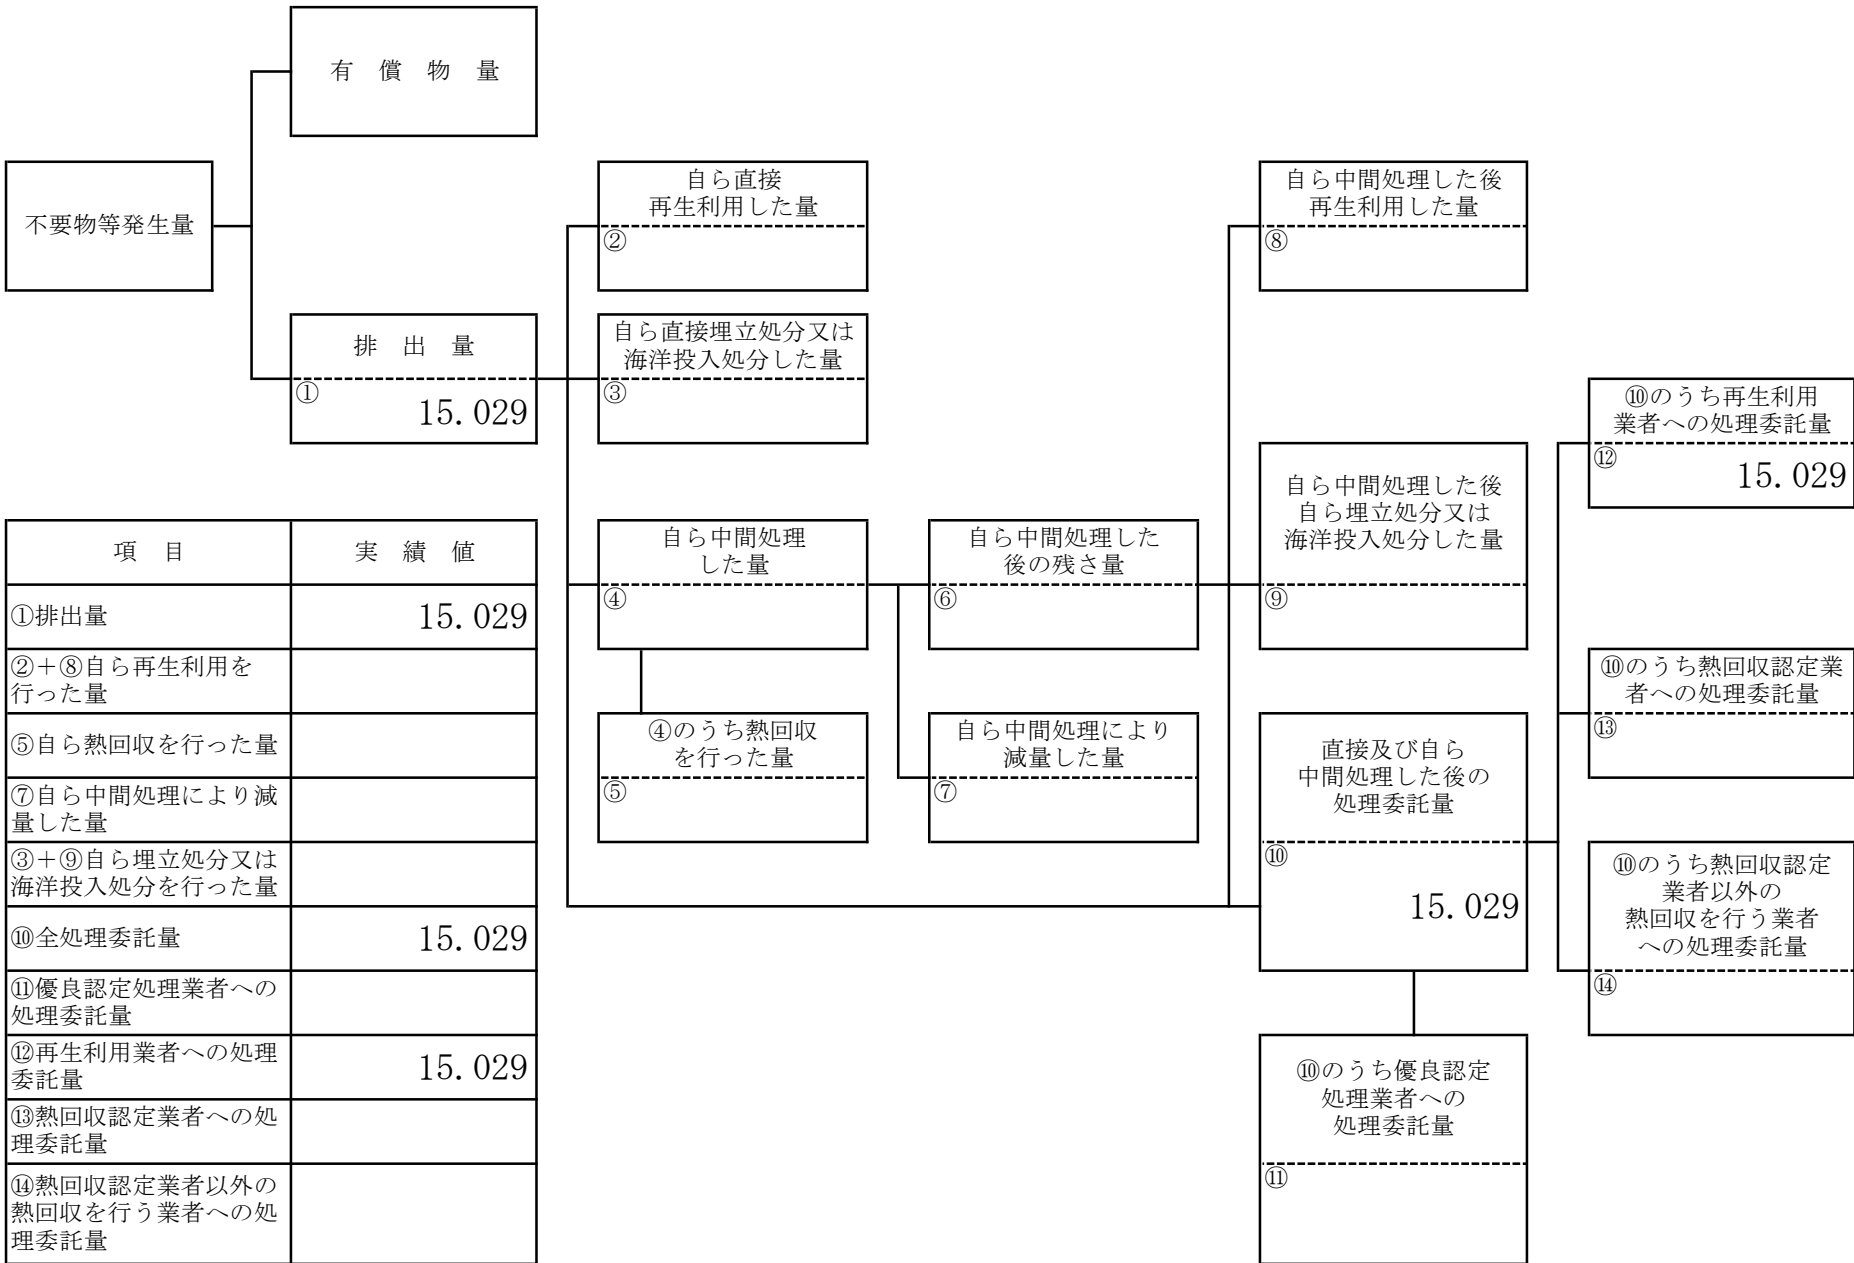 有　償　物　量
不要物等発生量
排　出　量
①
15.029
自ら直接
再生利用した量
②
自ら直接埋立処分又は
海洋投入処分した量
③
自ら中間処理
した量
④
④のうち熱回収
を行った量
⑤
自ら中間処理した
後の残さ量
⑥
自ら中間処理により
減量した量
⑦
自ら中間処理した後
再生利用した量
⑧
自ら中間処理した後
自ら埋立処分又は
海洋投入処分した量
⑨
直接及び自ら
中間処理した後の
処理委託量
⑩
15.029
⑩のうち優良認定
処理業者への
処理委託量
⑪
⑩のうち再生利用
業者への処理委託量
⑫
15.029
⑩のうち熱回収認定業
者への処理委託量
⑬
⑩のうち熱回収認定
業者以外の
熱回収を行う業者
への処理委託量
⑭
項　目　実　績　値
①排出量　15.029
②＋⑧自ら再生利用を
行った量
⑤自ら熱回収を行った量
⑦自ら中間処理により減
量した量
③＋⑨自ら埋立処分又は
海洋投入処分を行った量
⑩全処理委託量　15.029
⑪優良認定処理業者への
処理委託量
⑫再生利用業者への処理
委託量　15.029
⑬熱回収認定業者への処
理委託量
⑭熱回収認定業者以外の
熱回収を行う業者への処
理委託量